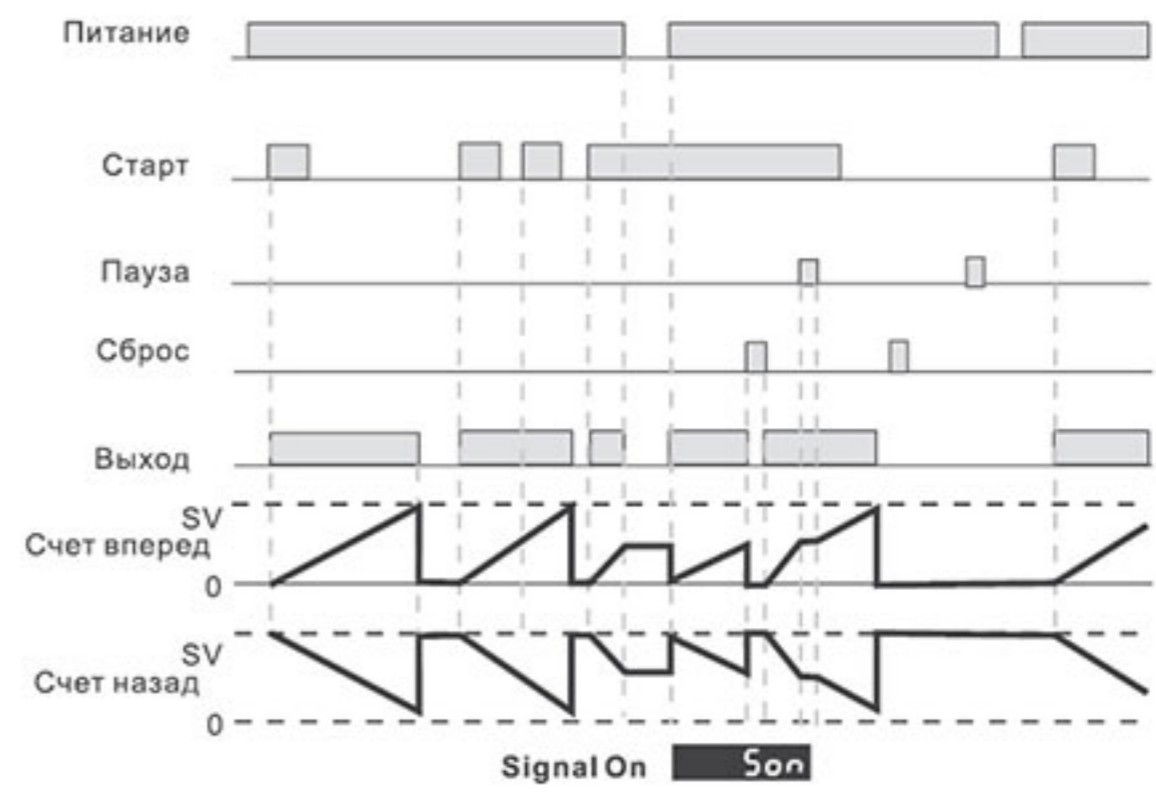 Питание
Старт
Пауза
Сброс
Выход
SV
Счет вперед
0
SV
Счет назад
0
Signal On Son